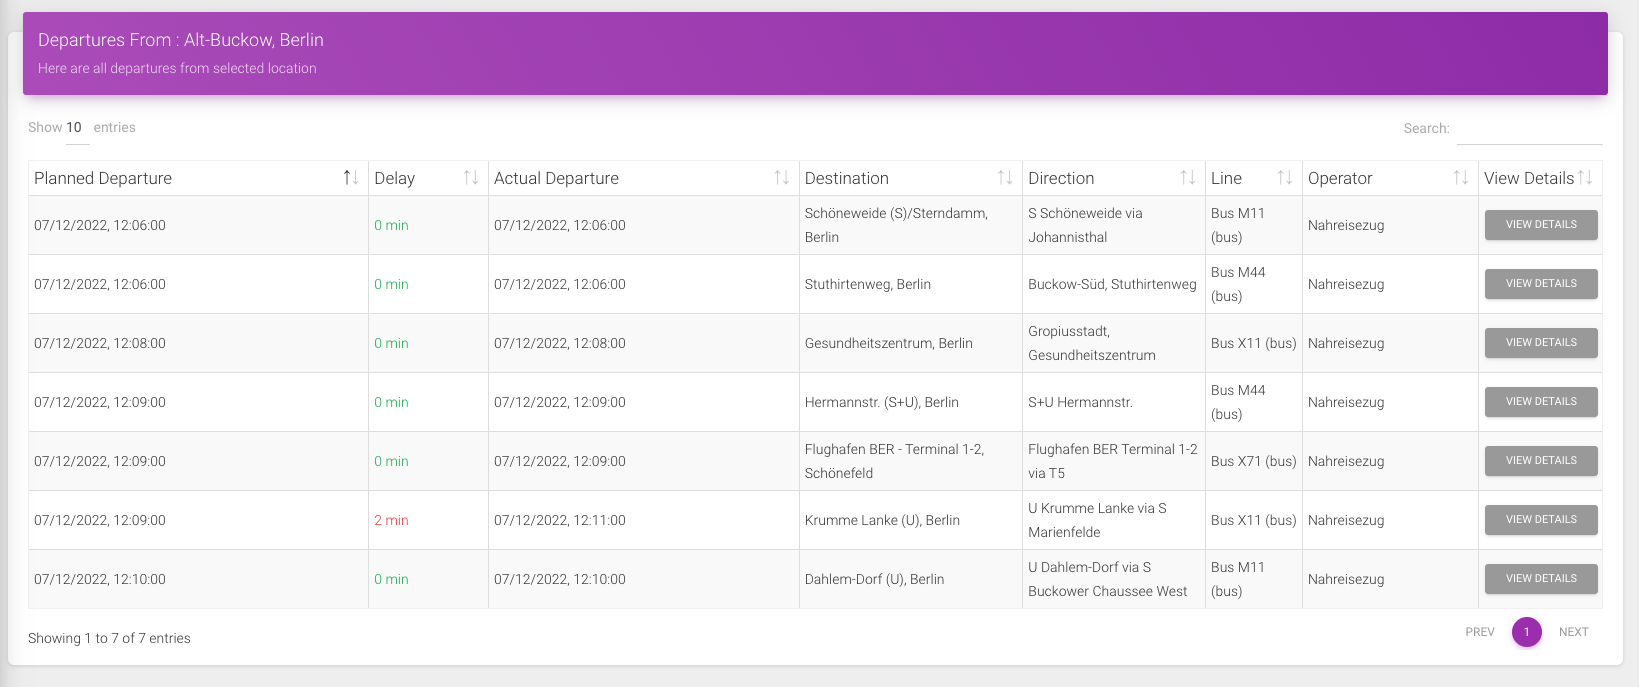 Departures From : Alt-Buckow, Berlin
Here are all departures from selected location
Show 10 entries
Search:
Planned Departure Delay Actual Departure Destination Direction Line Operator View Details
07/12/2022, 12:06:00 0 min 07/12/2022, 12:06:00 Schöneweide (S)/Sterndamm, Berlin S Schöneweide via Johannisthal Bus M11 (bus) Nahreisezug VIEW DETAILS
07/12/2022, 12:06:00 0 min 07/12/2022, 12:06:00 Stuthirtenweg, Berlin Buckow-Süd, Stuthirtenweg Bus M44 (bus) Nahreisezug VIEW DETAILS
07/12/2022, 12:08:00 0 min 07/12/2022, 12:08:00 Gesundheitszentrum, Berlin Gropiusstadt, Gesundheitszentrum Bus X11 (bus) Nahreisezug VIEW DETAILS
07/12/2022, 12:09:00 0 min 07/12/2022, 12:09:00 Hermannstr. (S+U), Berlin S+U Hermannstr. Bus M44 (bus) Nahreisezug VIEW DETAILS
07/12/2022, 12:09:00 0 min 07/12/2022, 12:09:00 Flughafen BER - Terminal 1-2, Schönefeld Flughafen BER Terminal 1-2 via T5 Bus X71 (bus) Nahreisezug VIEW DETAILS
07/12/2022, 12:09:00 2 min 07/12/2022, 12:11:00 Krumme Lanke (U), Berlin U Krumme Lanke via S Marienfelde Bus X11 (bus) Nahreisezug VIEW DETAILS
07/12/2022, 12:10:00 0 min 07/12/2022, 12:10:00 Dahlem-Dorf (U), Berlin U Dahlem-Dorf via S Buckower Chaussee West Bus M11 (bus) Nahreisezug VIEW DETAILS
Showing 1 to 7 of 7 entries
PREV 1 NEXT